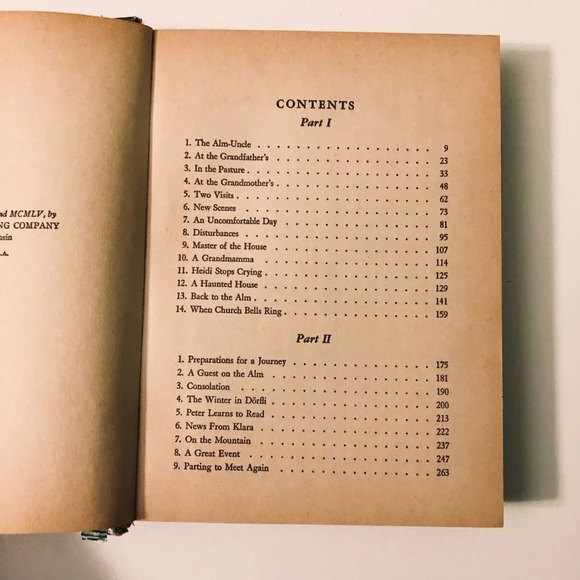 nd MCMLV, by
NG COMPANY
nsin
.A.
CONTENTS
Part I
1. The Alm-Uncle . . . . . . . . . . . . . . . . . . 9
2. At the Grandfather's . . . . . . . . . . . . . . . . 23
3. In the Pasture . . . . . . . . . . . . . . . . . . 33
4. At the Grandmother's . . . . . . . . . . . . . . . . 48
5. Two Visits . . . . . . . . . . . . . . . . . . . 62
6. New Scenes . . . . . . . . . . . . . . . . . . . 73
7. An Uncomfortable Day . . . . . . . . . . . . . . . 81
8. Disturbances . . . . . . . . . . . . . . . . . . . 95
9. Master of the House . . . . . . . . . . . . . . . . 107
10. A Grandmamma . . . . . . . . . . . . . . . . . . 114
11. Heidi Stops Crying . . . . . . . . . . . . . . . . . 125
12. A Haunted House . . . . . . . . . . . . . . . . . 129
13. Back to the Alm . . . . . . . . . . . . . . . . . . 141
14. When Church Bells Ring . . . . . . . . . . . . . . . 159
Part II
1. Preparations for a Journey . . . . . . . . . . . . . . 175
2. A Guest on the Alm . . . . . . . . . . . . . . . . 181
3. Consolation . . . . . . . . . . . . . . . . . . . 190
4. The Winter in Dörfli . . . . . . . . . . . . . . . . 200
5. Peter Learns to Read . . . . . . . . . . . . . . . . 213
6. News From Klara . . . . . . . . . . . . . . . . . 222
7. On the Mountain . . . . . . . . . . . . . . . . . 237
8. A Great Event . . . . . . . . . . . . . . . . . . 247
9. Parting to Meet Again . . . . . . . . . . . . . . . 263